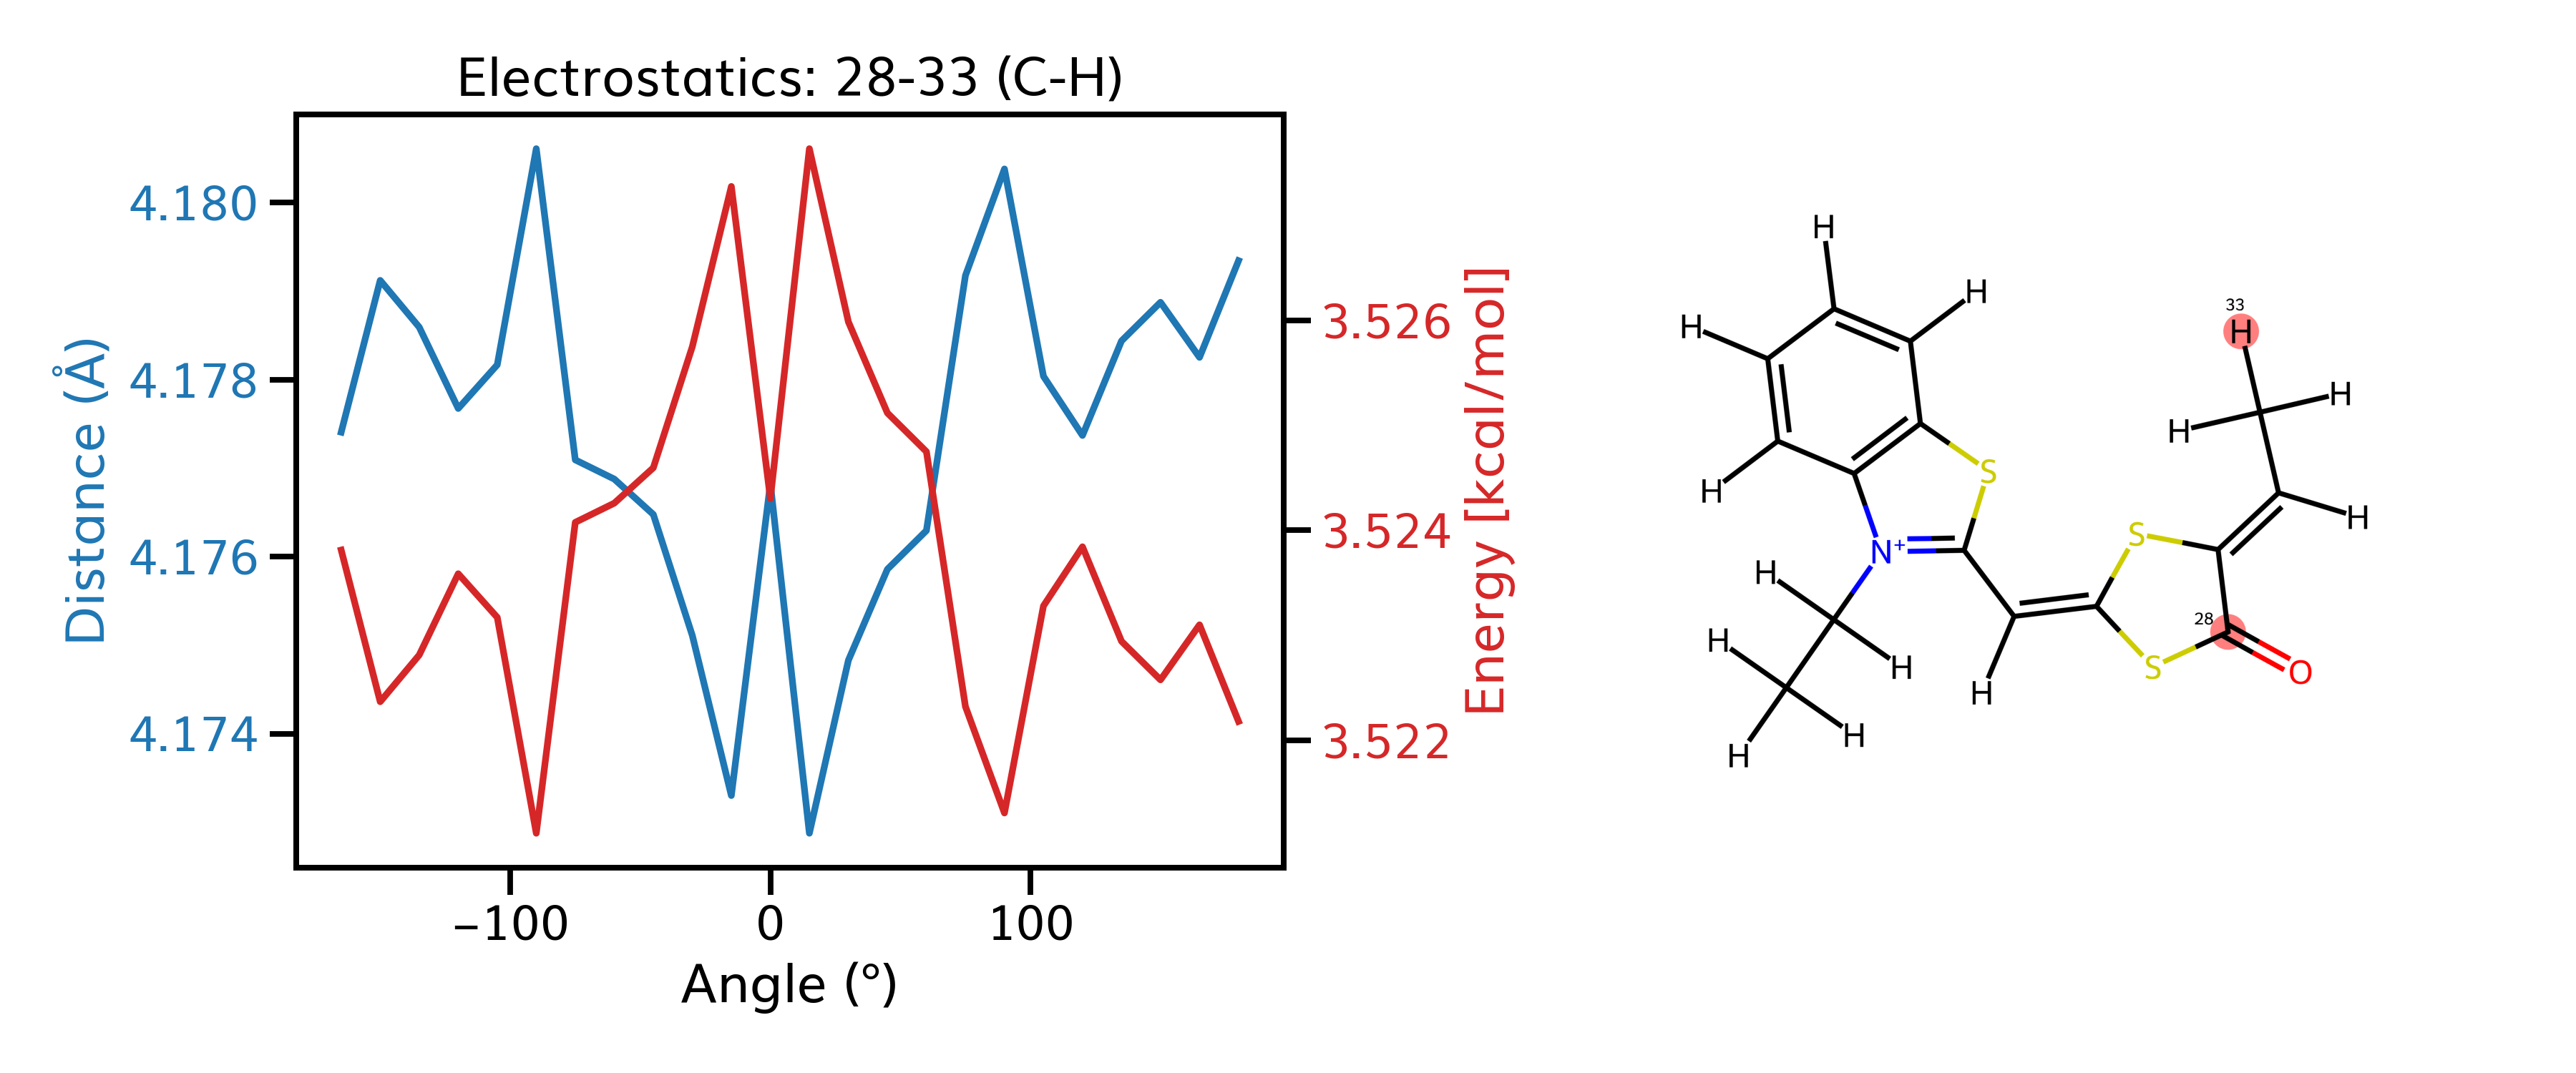 Electrostatics: 28-33 (C-H)
Distance (Å)
4.180
4.178
4.176
4.174
−100
0
100
Angle (°)
3.526
3.524
3.522
Energy [kcal/mol]
H
H
H
33
H
H
H
H
H
S
H
S
N+
H
28
H
H
S
O
H
H
H